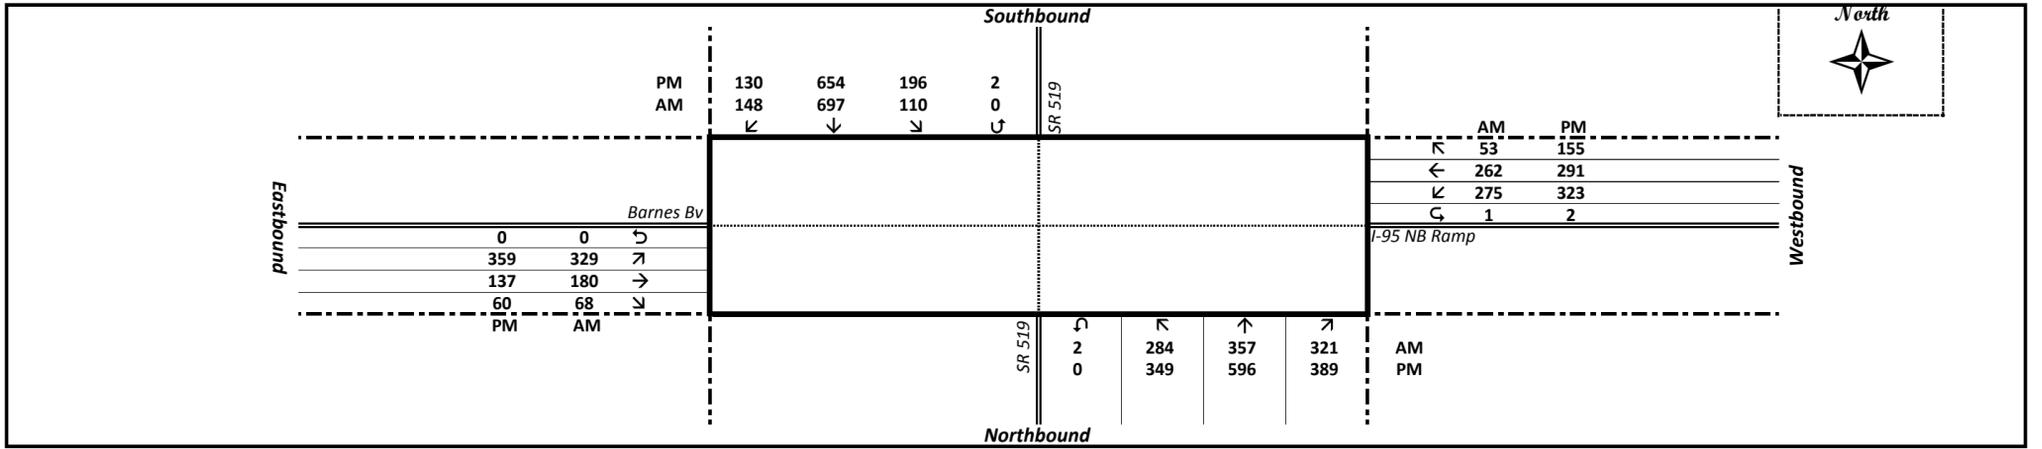 Southbound
North
PM 130 654 196 2
AM 148 697 110 0
SR 519
AM PM
53 155
262 291
275 323
1 2
Westbound
I-95 NB Ramp
Eastbound
Barnes Bv
0 0
359 329
137 180
60 68
PM AM
SR 519
2 284 357 321 AM
0 349 596 389 PM
Northbound